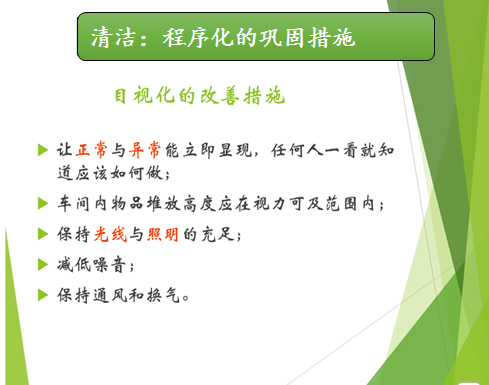 清洁：程序化的巩固措施
目视化的改善措施
让正常与异常能立即显现，任何人一看就知
道应该如何做；
车间内物品堆放高度应在视力可及范围内；
保持光线与照明的充足；
减低噪音；
保持通风和换气。